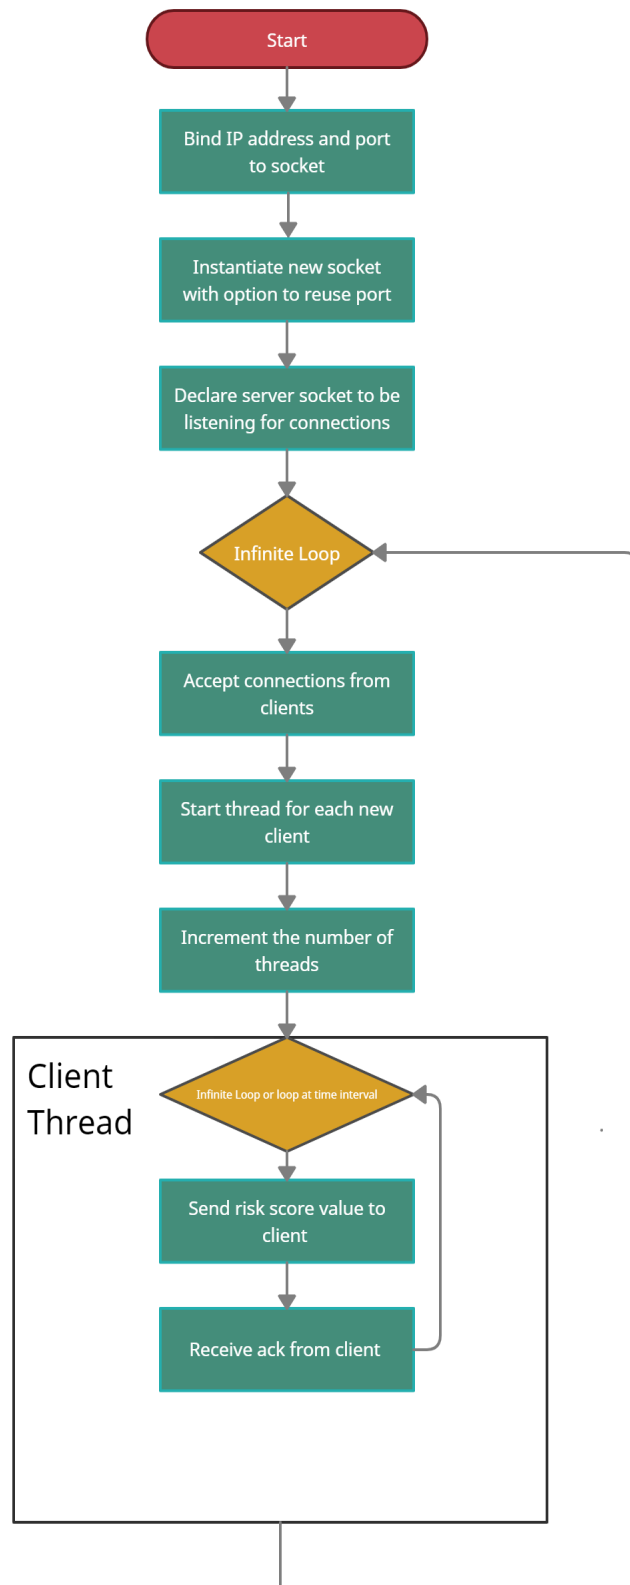 Start
Bind IP address and port
to socket
Instantiate new socket
with option to reuse port
Declare server socket to be
listening for connections
Infinite Loop
Accept connections from
clients
Start thread for each new
client
Increment the number of
threads
Client
Thread
Infinite Loop or loop at time interval
Send risk score value to
client
Receive ack from client